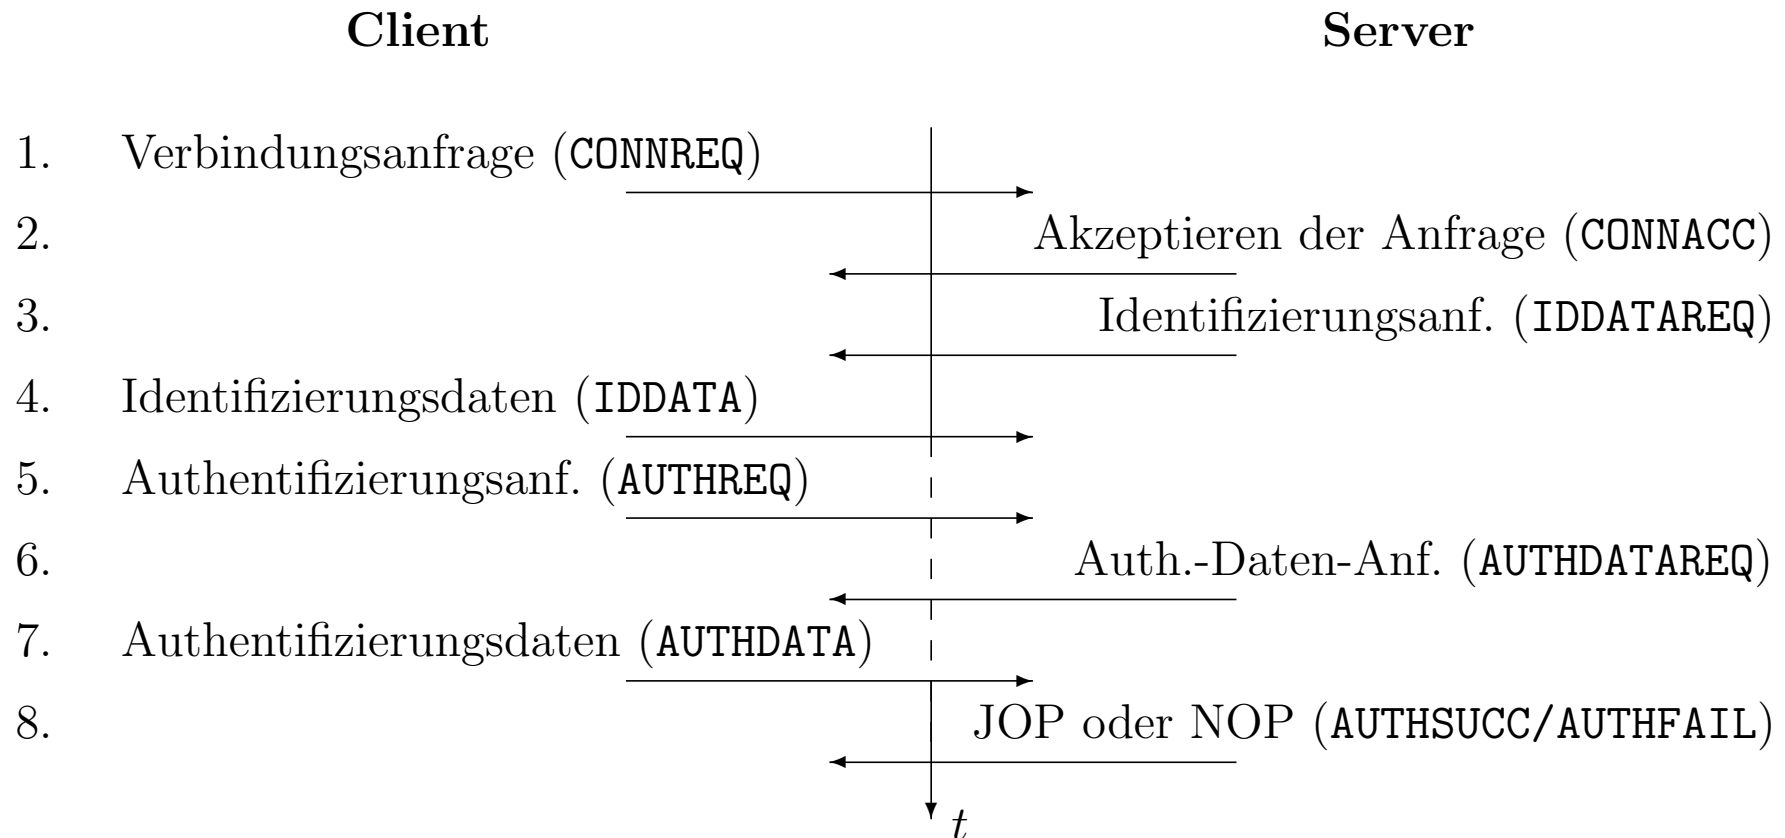 Client Server
1. Verbindungsanfrage (CONNREQ)
2. Akzeptieren der Anfrage (CONNACC)
3. Identifizierungsanf. (IDDATAREQ)
4. Identifizierungsdaten (IDDATA)
5. Authentifizierungsanf. (AUTHREQ)
6. Auth.-Daten-Anf. (AUTHDATAREQ)
7. Authentifizierungsdaten (AUTHDATA)
8. JOP oder NOP (AUTHSUCC/AUTHFAIL)
t